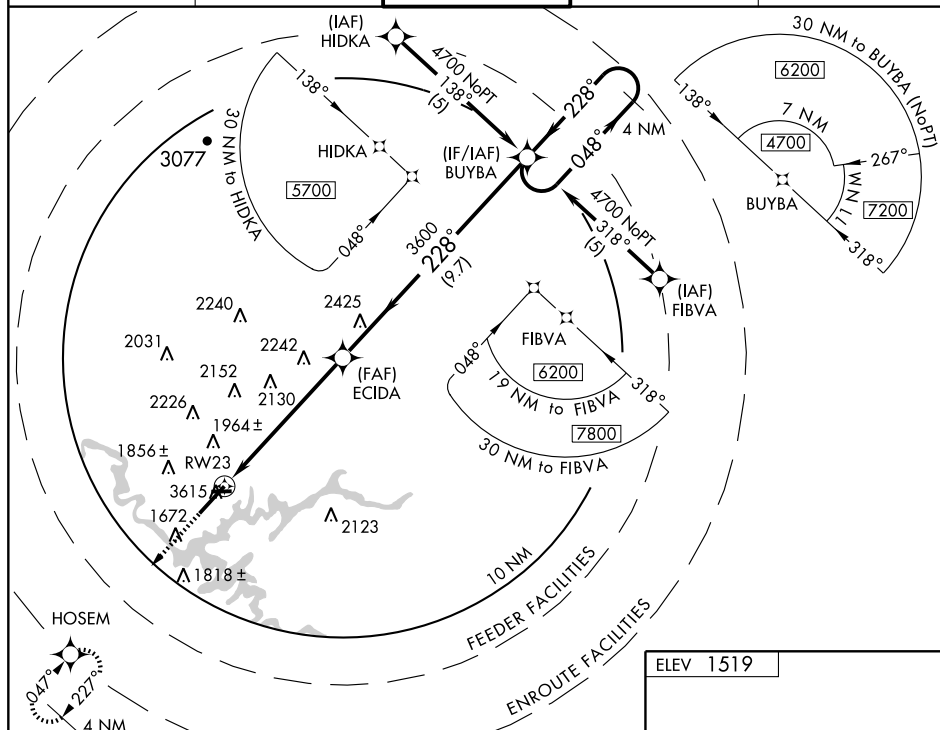 (IAF)
HIDKA
4700 NoPT
138°
(5)
228°
048°
4 NM
(IF/IAF)
BUYBA
30 NM to BUYBA (NoPT)
6200
138°
7 NM
4700
267°
BUYBA
11 NM
7200
318°
3077
138°
HIDKA
30 NM to HIDKA
5700
048°
4700 NoPT
318°
(5)
(IAF)
FIBVA
3600
228°
(9.7)
FIBVA
048°
6200
318°
19 NM to FIBVA
7800
30 NM to FIBVA
2425
2240
2031
2242
2152
2130
(FAF)
ECIDA
2226
1964 ±
1856 ±
RW23
3615
1672
2123
1818 ±
10 NM
FEEDER FACILITIES
ENROUTE FACILITIES
HOSEM
047°
227°
4 NM
ELEV 1519